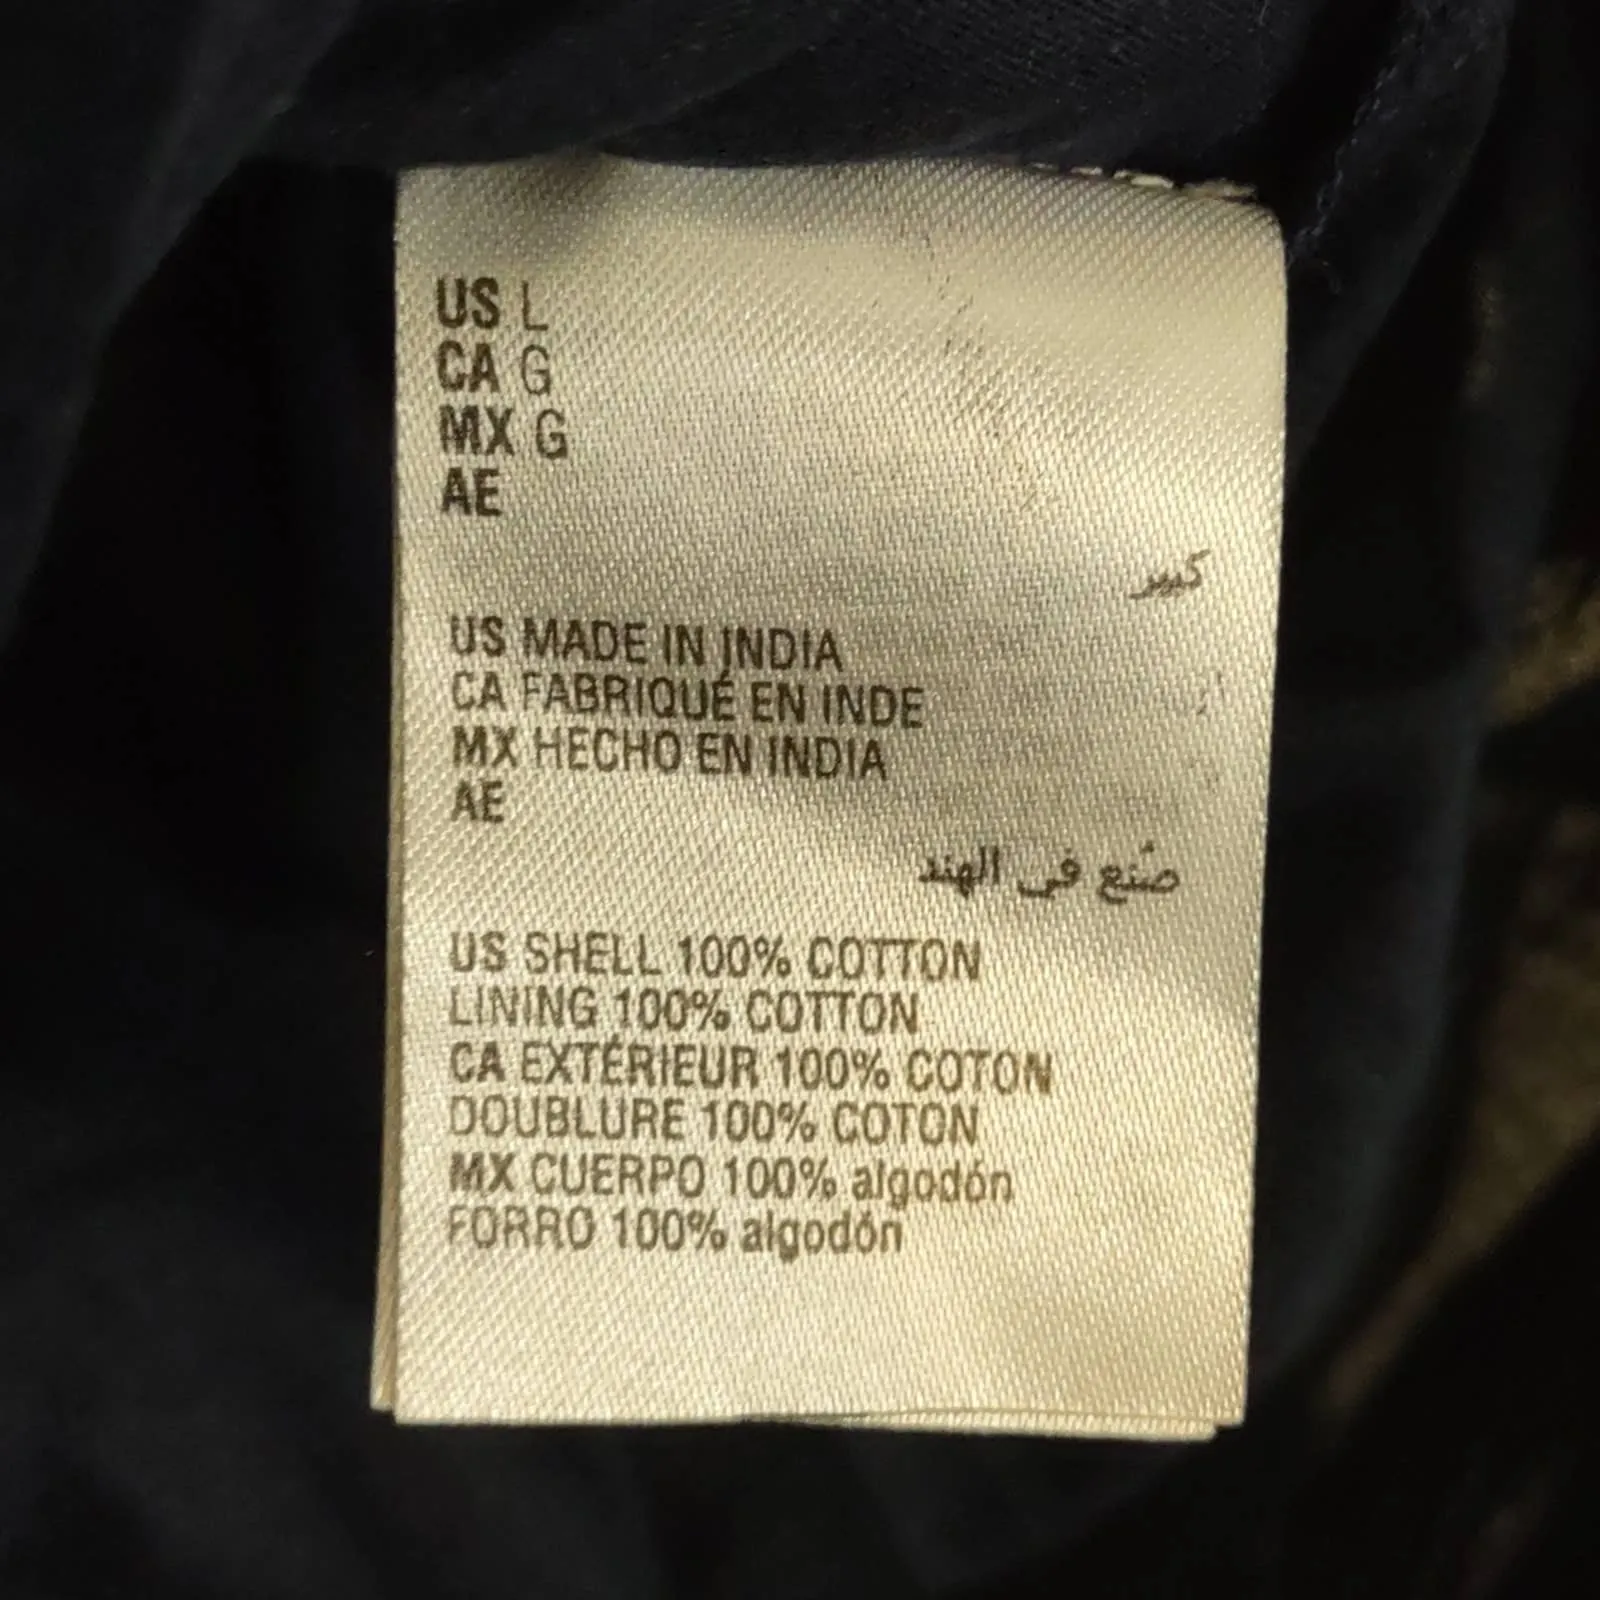 US L
CA G
MX G
AE
كبير
US MADE IN INDIA
CA FABRIQUÉ EN INDE
MX HECHO EN INDIA
AE
صُنع في الهند
US SHELL 100% COTTON
LINING 100% COTTON
CA EXTÉRIEUR 100% COTON
DOUBLURE 100% COTON
MX CUERPO 100% algodón
FORRO 100% algodón